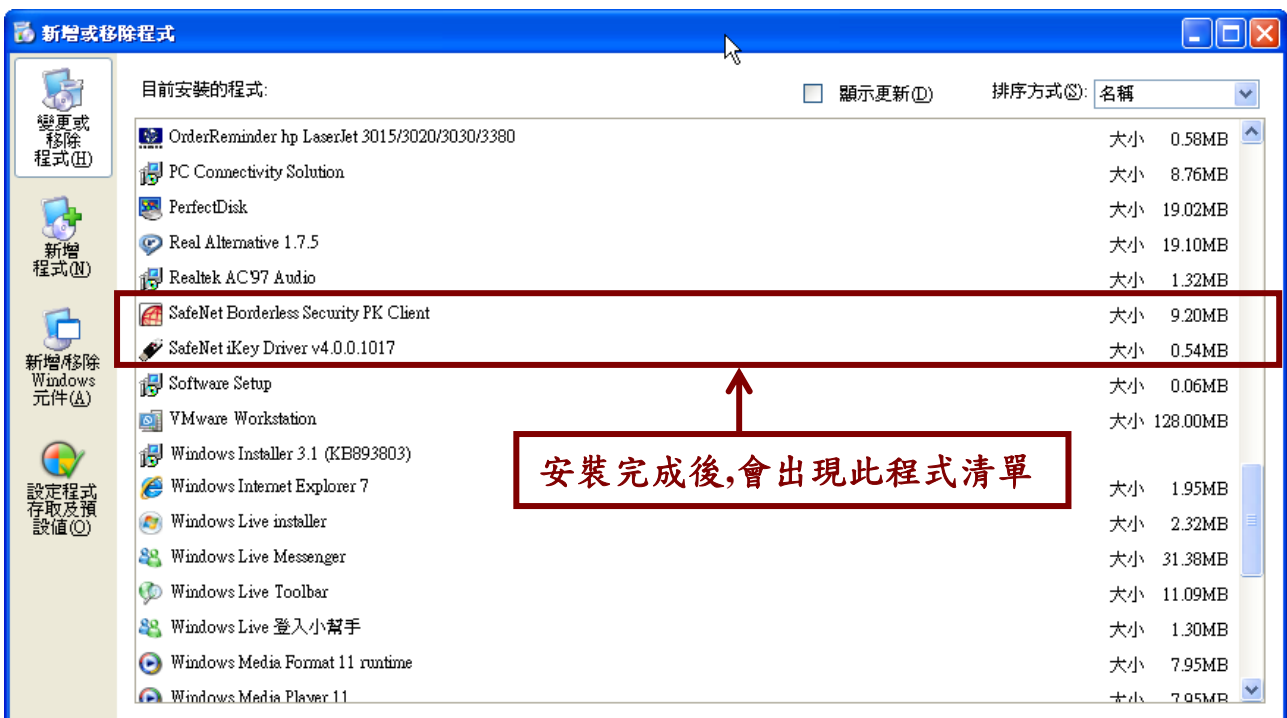 新增或移除程式
變更或
移除
程式(H)
新增
程式(N)
新增/移除
Windows
元件(A)
設定程式
存取及預
設值(O)
目前安裝的程式:
顯示更新(D)
排序方式(S): 名稱
OrderReminder hp LaserJet 3015/3020/3030/3380 大小 0.58MB
PC Connectivity Solution 大小 8.76MB
PerfectDisk 大小 19.02MB
Real Alternative 1.7.5 大小 19.10MB
Realtek AC'97 Audio 大小 1.32MB
SafeNet Borderless Security PK Client 大小 9.20MB
SafeNet iKey Driver v4.0.0.1017 大小 0.54MB
Software Setup 大小 0.06MB
VMware Workstation 大小 128.00MB
Windows Installer 3.1 (KB893803)
安裝完成後,會出現此程式清單
Windows Internet Explorer 7 大小 1.95MB
Windows Live installer 大小 2.32MB
Windows Live Messenger 大小 31.38MB
Windows Live Toolbar 大小 11.09MB
Windows Live 登入小幫手 大小 1.30MB
Windows Media Format 11 runtime 大小 7.95MB
Windows Media Player 11 大小 7.95MB